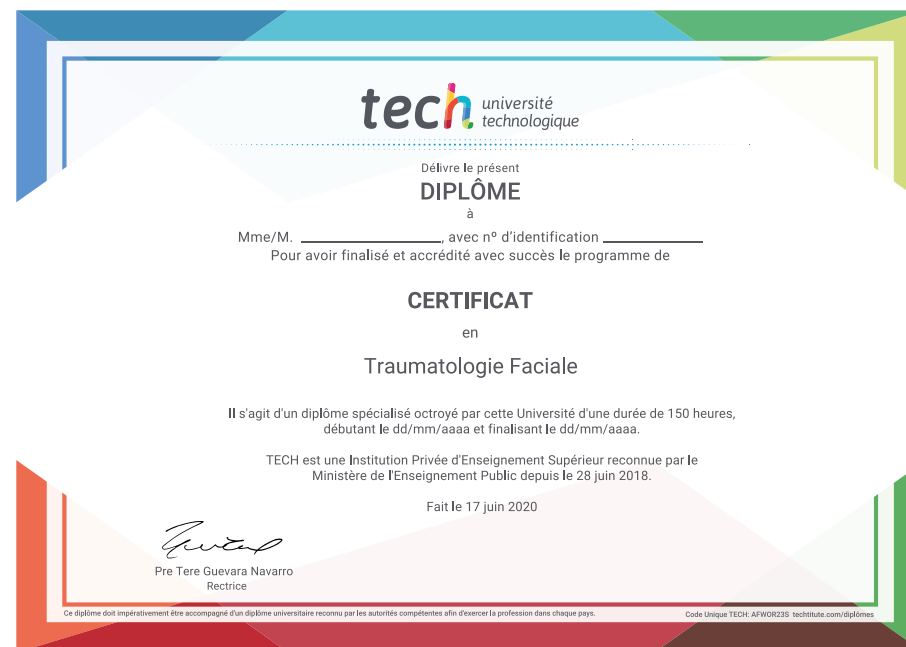 tech université
technologique
Délivre le présent
DIPLÔME
à
Mme/M. ____________________, avec nº d'identification ______________
Pour avoir finalisé et accrédité avec succès le programme de
CERTIFICAT
en
Traumatologie Faciale
Il s'agit d'un diplôme spécialisé octroyé par cette Université d'une durée de 150 heures,
débutant le dd/mm/aaaa et finalisant le dd/mm/aaaa.
TECH est une Institution Privée d'Enseignement Supérieur reconnue par le
Ministère de l'Enseignement Public depuis le 28 juin 2018.
Fait le 17 juin 2020
Pre Tere Guevara Navarro
Rectrice
Ce diplôme doit impérativement être accompagné d'un diplôme universitaire reconnu par les autorités compétentes afin d'exercer la profession dans chaque pays.
Code Unique TECH: AFWOR23S techtitute.com/diplômes